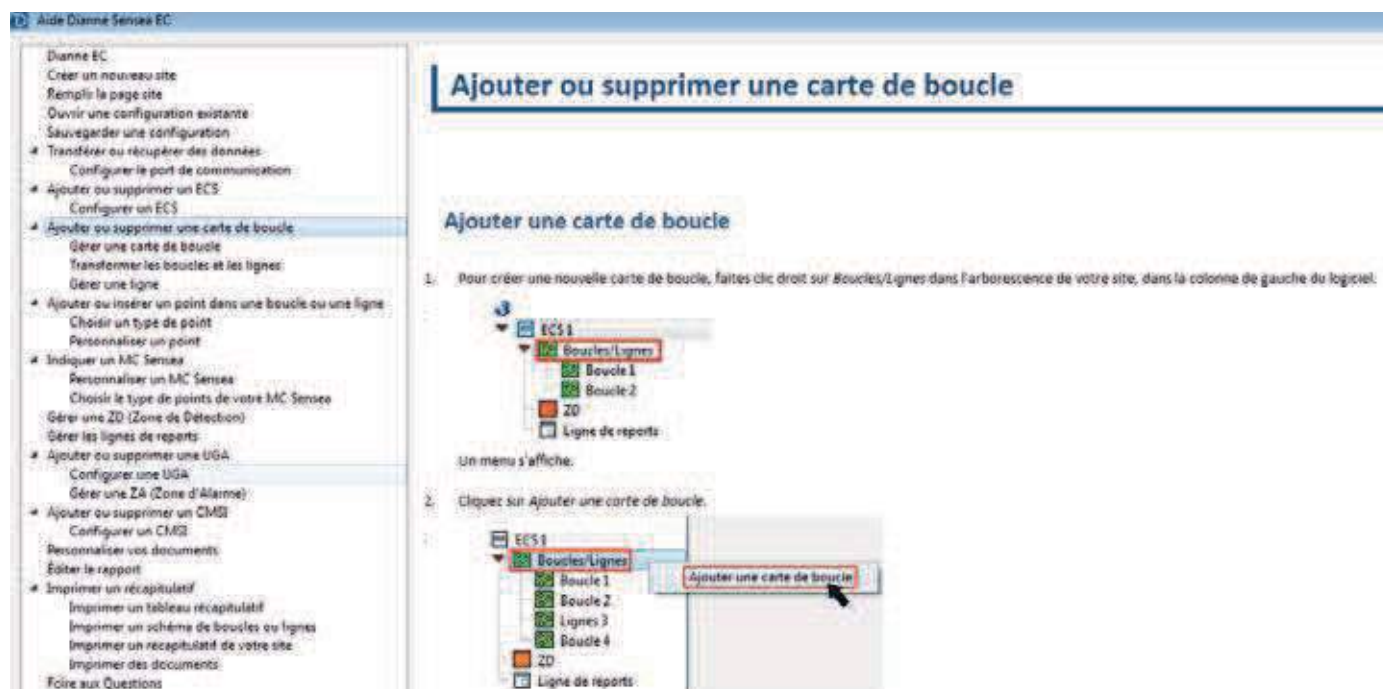 Aide Dianne Sensea EC
Dianne EC
Créer un nouveau site
Remplir la page site
Ouvrir une configuration existante
Sauvegarder une configuration
Transférer ou récupérer des données
Configurer le port de communication
Ajouter ou supprimer un ECS
Configurer un ECS
Ajouter ou supprimer une carte de boucle
Gérer une carte de boucle
Transformer les boucles et les lignes
Gérer une ligne
Ajouter ou insérer un point dans une boucle ou une ligne
Choisir un type de point
Personnaliser un point
Indiquer un MC Sensea
Personnaliser un MC Sensea
Choisir le type de points de votre MC Sensea
Gérer une ZD (Zone de Détection)
Gérer les lignes de reports
Ajouter ou supprimer une UGA
Configurer une UGA
Gérer une ZA (Zone d'Alarme)
Ajouter ou supprimer un CMSI
Configurer un CMSI
Personnaliser vos documents
Éditer le rapport
Imprimer un récapitulatif
Imprimer un tableau récapitulatif
Imprimer un schéma de boucles ou lignes
Imprimer un récapitulatif de votre site
Imprimer des documents
Foire aux Questions
Ajouter ou supprimer une carte de boucle
Ajouter une carte de boucle
1. Pour créer une nouvelle carte de boucle, faites clic droit sur Boucles/Lignes dans l'arborescence de votre site, dans la colonne de gauche du logiciel.
ECS 1
Boucles/Lignes
Boucle 1
Boucle 2
ZD
Ligne de reports
Un menu s'affiche.
2. Cliquez sur Ajouter une carte de boucle.
ECS 1
Boucles/Lignes
Ajouter une carte de boucle
Boucle 1
Boucle 2
Lignes 3
Boucle 4
ZD
Ligne de reports